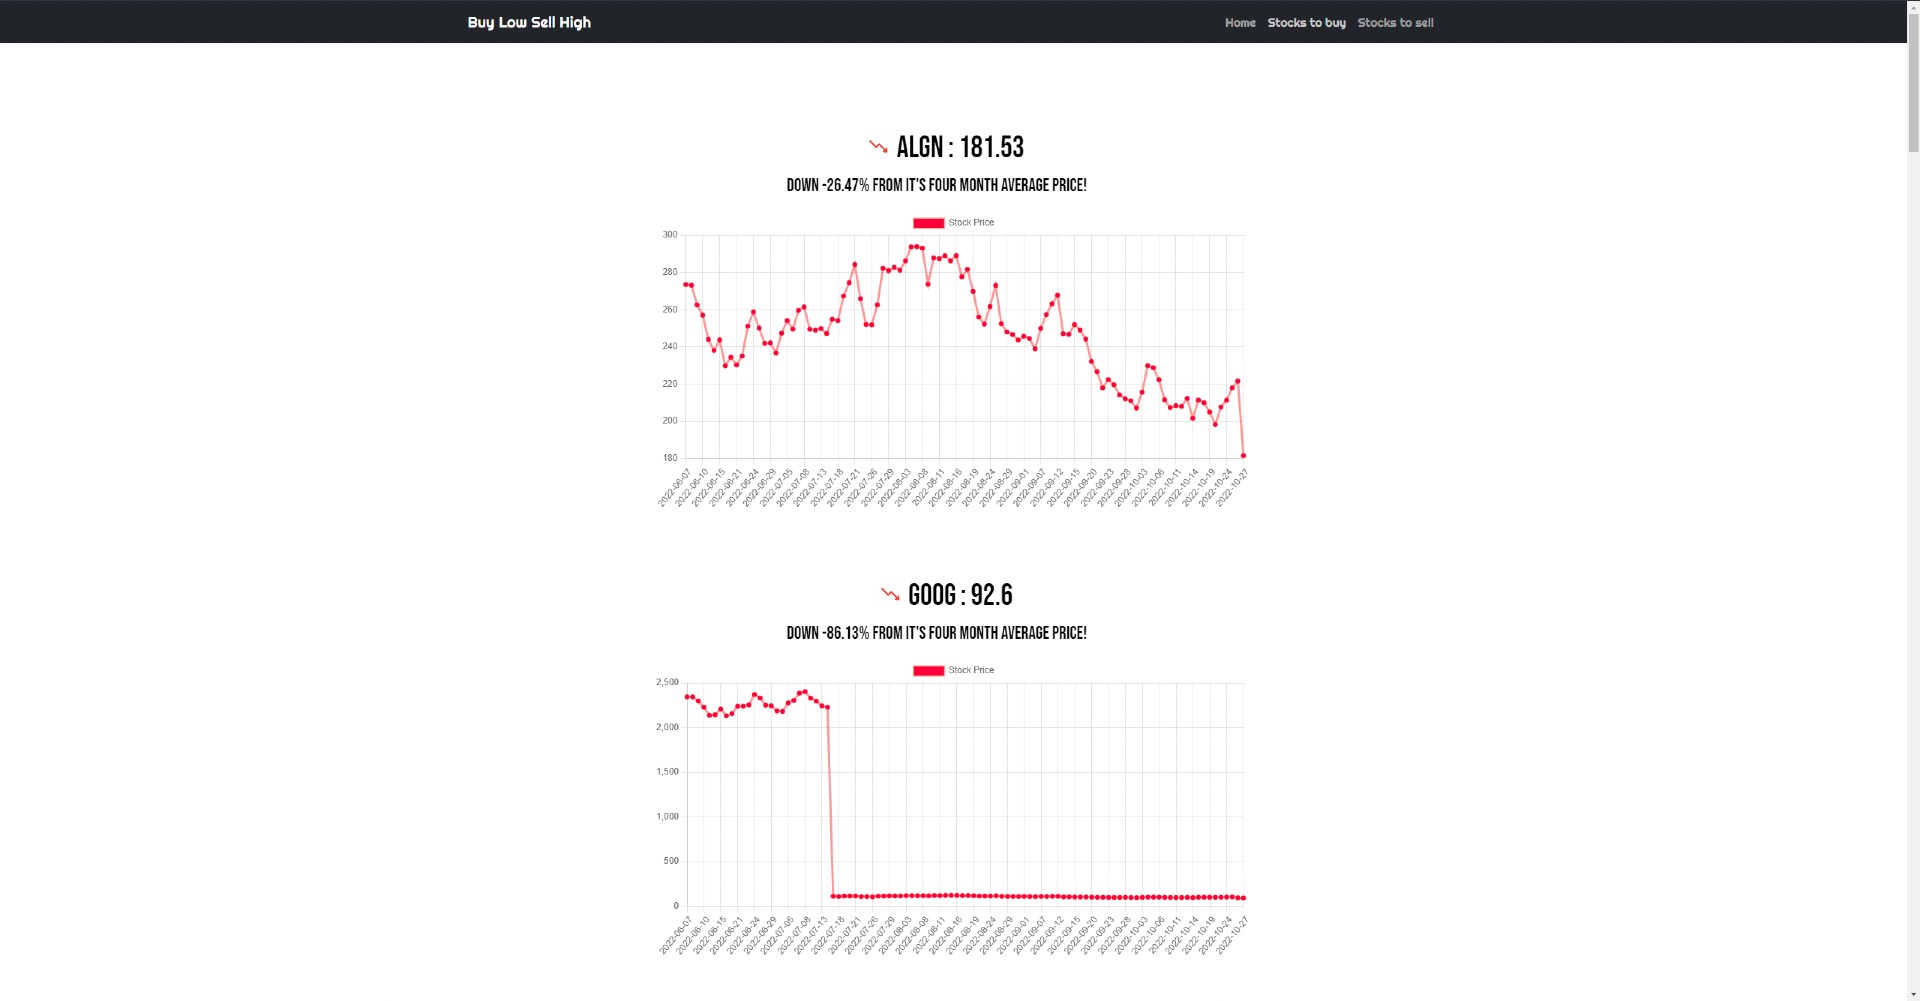 Buy Low Sell High
Home Stocks to buy Stocks to sell
ALGN : 181.53
DOWN -26.47% FROM IT'S FOUR MONTH AVERAGE PRICE!
Stock Price
300
280
260
240
220
200
180
2022-06-07 2022-06-10 2022-06-15 2022-06-21 2022-06-24 2022-06-29 2022-07-05 2022-07-08 2022-07-13 2022-07-18 2022-07-21 2022-07-26 2022-07-29 2022-08-03 2022-08-08 2022-08-11 2022-08-16 2022-08-19 2022-08-24 2022-08-29 2022-09-01 2022-09-07 2022-09-12 2022-09-15 2022-09-20 2022-09-23 2022-09-28 2022-10-03 2022-10-06 2022-10-11 2022-10-14 2022-10-19 2022-10-24 2022-10-27
GOOG : 92.6
DOWN -86.13% FROM IT'S FOUR MONTH AVERAGE PRICE!
Stock Price
2,500
2,000
1,500
1,000
500
0
2022-06-07 2022-06-10 2022-06-15 2022-06-21 2022-06-24 2022-06-29 2022-07-05 2022-07-08 2022-07-13 2022-07-18 2022-07-21 2022-07-26 2022-07-29 2022-08-03 2022-08-08 2022-08-11 2022-08-16 2022-08-19 2022-08-24 2022-08-29 2022-09-01 2022-09-07 2022-09-12 2022-09-15 2022-09-20 2022-09-23 2022-09-28 2022-10-03 2022-10-06 2022-10-11 2022-10-14 2022-10-19 2022-10-24 2022-10-27